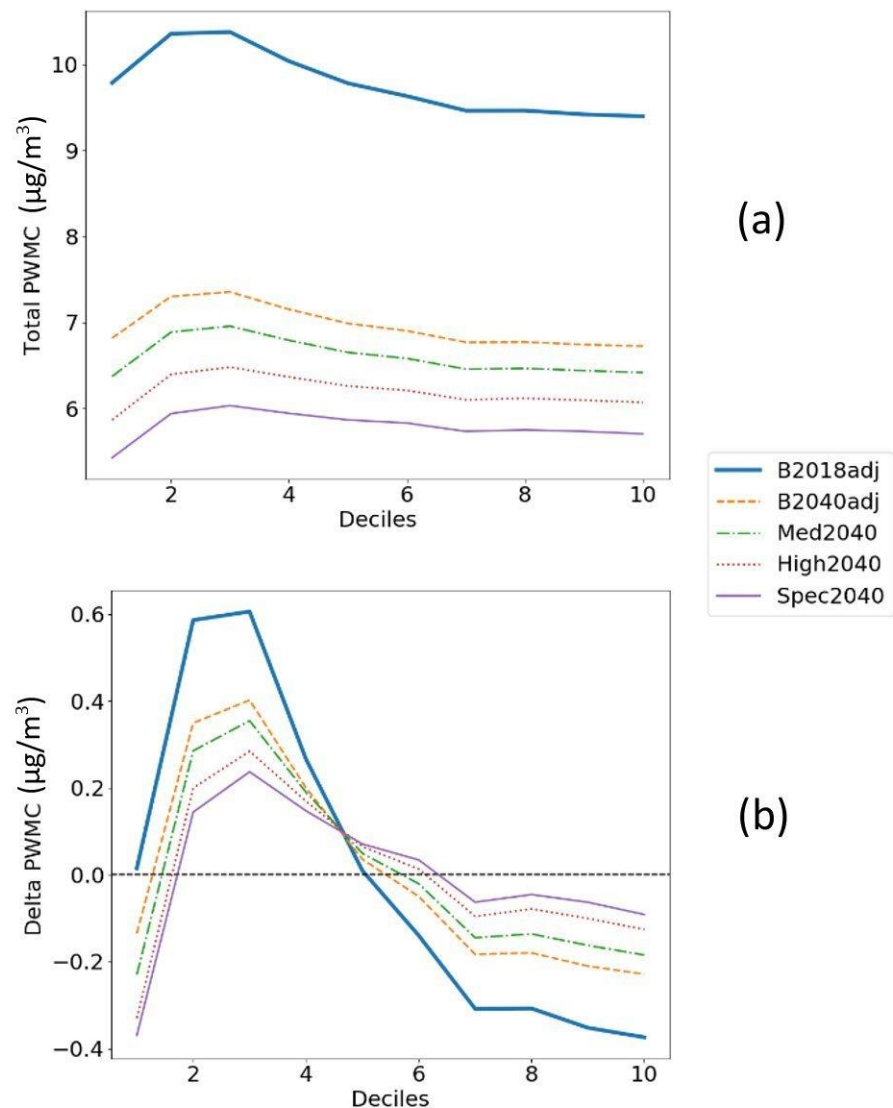 10
9
8
7
6
Total PWMC (µg/m³)
2 4 6 8 10
Deciles
(a)
B2018adj
B2040adj
Med2040
High2040
Spec2040
0.6
0.4
0.2
0.0
−0.2
−0.4
Delta PWMC (µg/m³)
2 4 6 8 10
Deciles
(b)